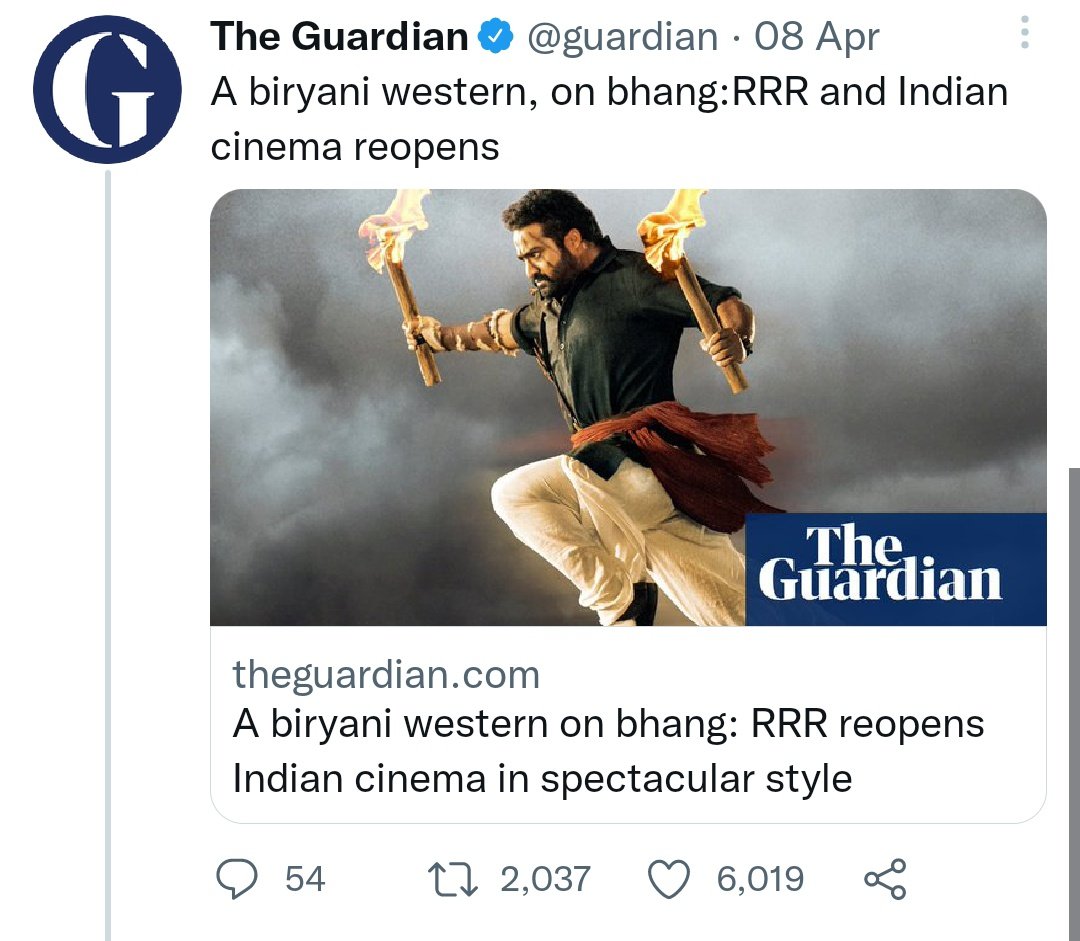 The Guardian @guardian · 08 Apr
A biryani western, on bhang:RRR and Indian
cinema reopens
The
Guardian
theguardian.com
A biryani western on bhang: RRR reopens
Indian cinema in spectacular style
54 2,037 6,019